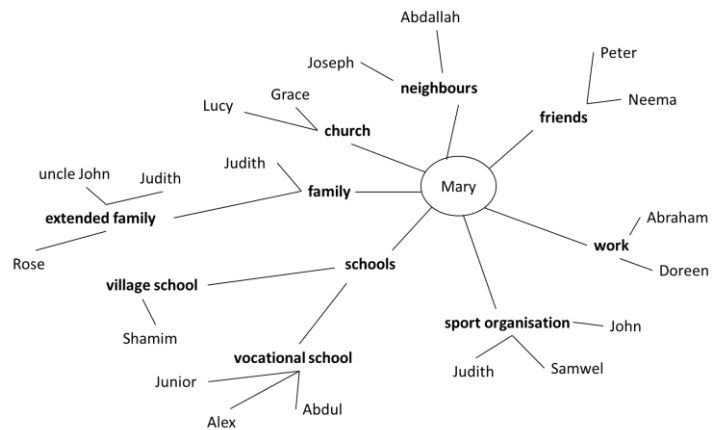 Abdallah
Joseph
neighbours
Peter
Neema
friends
Grace
Lucy
church
Judith
family
Mary
uncle John
Judith
extended family
Rose
Abraham
work
Doreen
schools
village school
Shamim
sport organisation
John
Judith
Samwel
vocational school
Junior
Alex
Abdul